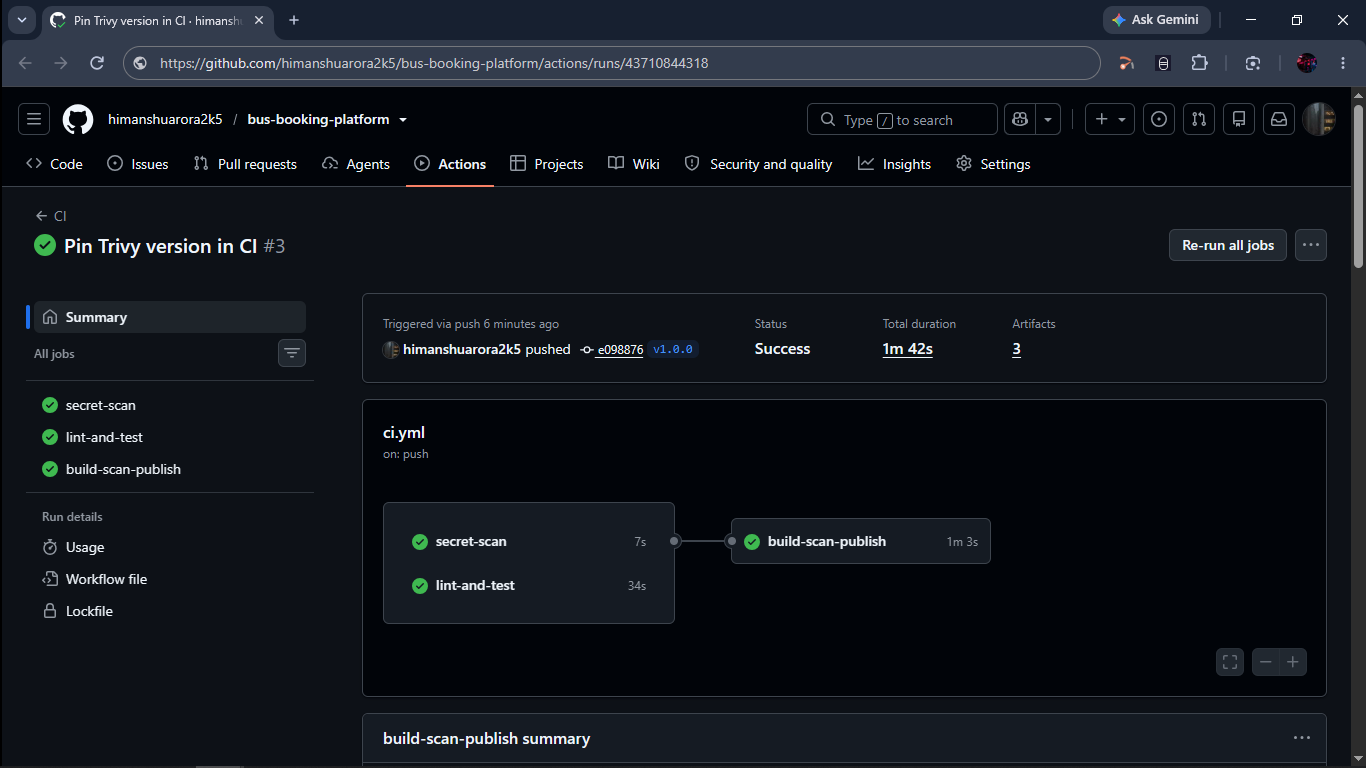 Pin Trivy version in CI · himanshu
Ask Gemini
https://github.com/himanshuarora2k5/bus-booking-platform/actions/runs/43710844318
himanshuarora2k5 / bus-booking-platform
Type / to search
Code
Issues
Pull requests
Agents
Actions
Projects
Wiki
Security and quality
Insights
Settings
CI
Pin Trivy version in CI #3
Re-run all jobs
Summary
All jobs
secret-scan
lint-and-test
build-scan-publish
Run details
Usage
Workflow file
Lockfile
Triggered via push 6 minutes ago
himanshuarora2k5 pushed e098876 v1.0.0
Status
Success
Total duration
1m 42s
Artifacts
3
ci.yml
on: push
secret-scan 7s
lint-and-test 34s
build-scan-publish 1m 3s
build-scan-publish summary